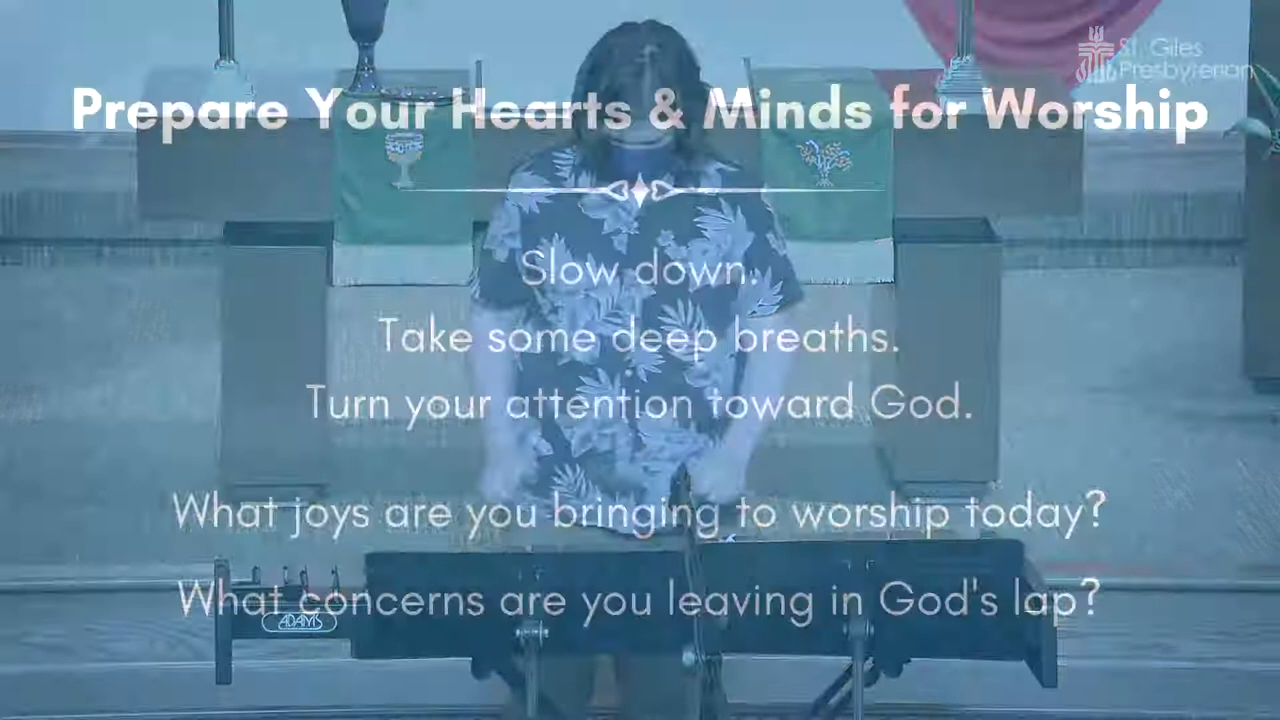 St. Giles
Presbyterian
Prepare Your Hearts & Minds for Worship
Slow down.
Take some deep breaths.
Turn your attention toward God.
What joys are you bringing to worship today?
What concerns are you leaving in God's lap?
ADAMS